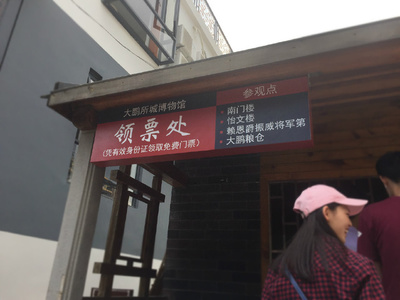 大鹏所城博物馆
领票处
(凭有效身份证领取免费门票)
参观点
· 南门楼
· 怡文楼
· 赖恩爵振威将军第
· 大鹏粮仓